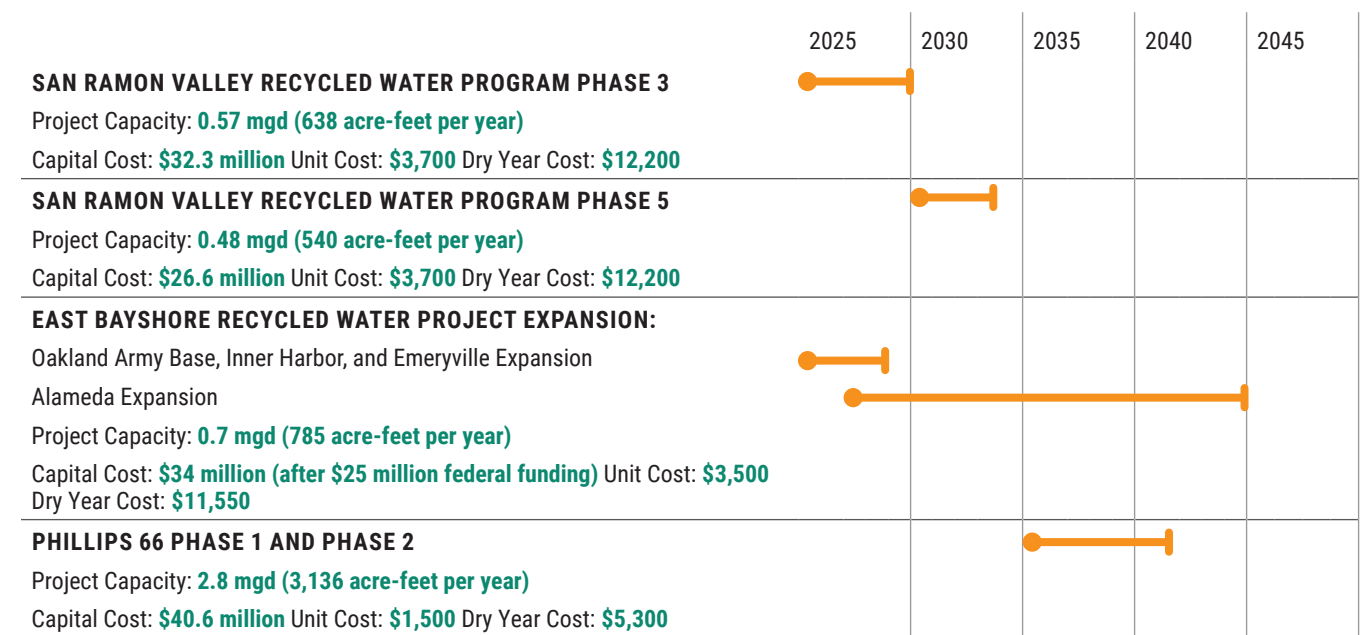 2025 2030 2035 2040 2045
SAN RAMON VALLEY RECYCLED WATER PROGRAM PHASE 3
Project Capacity: 0.57 mgd (638 acre-feet per year)
Capital Cost: $32.3 million Unit Cost: $3,700 Dry Year Cost: $12,200
SAN RAMON VALLEY RECYCLED WATER PROGRAM PHASE 5
Project Capacity: 0.48 mgd (540 acre-feet per year)
Capital Cost: $26.6 million Unit Cost: $3,700 Dry Year Cost: $12,200
EAST BAYSHORE RECYCLED WATER PROJECT EXPANSION:
Oakland Army Base, Inner Harbor, and Emeryville Expansion
Alameda Expansion
Project Capacity: 0.7 mgd (785 acre-feet per year)
Capital Cost: $34 million (after $25 million federal funding) Unit Cost: $3,500
Dry Year Cost: $11,550
PHILLIPS 66 PHASE 1 AND PHASE 2
Project Capacity: 2.8 mgd (3,136 acre-feet per year)
Capital Cost: $40.6 million Unit Cost: $1,500 Dry Year Cost: $5,300